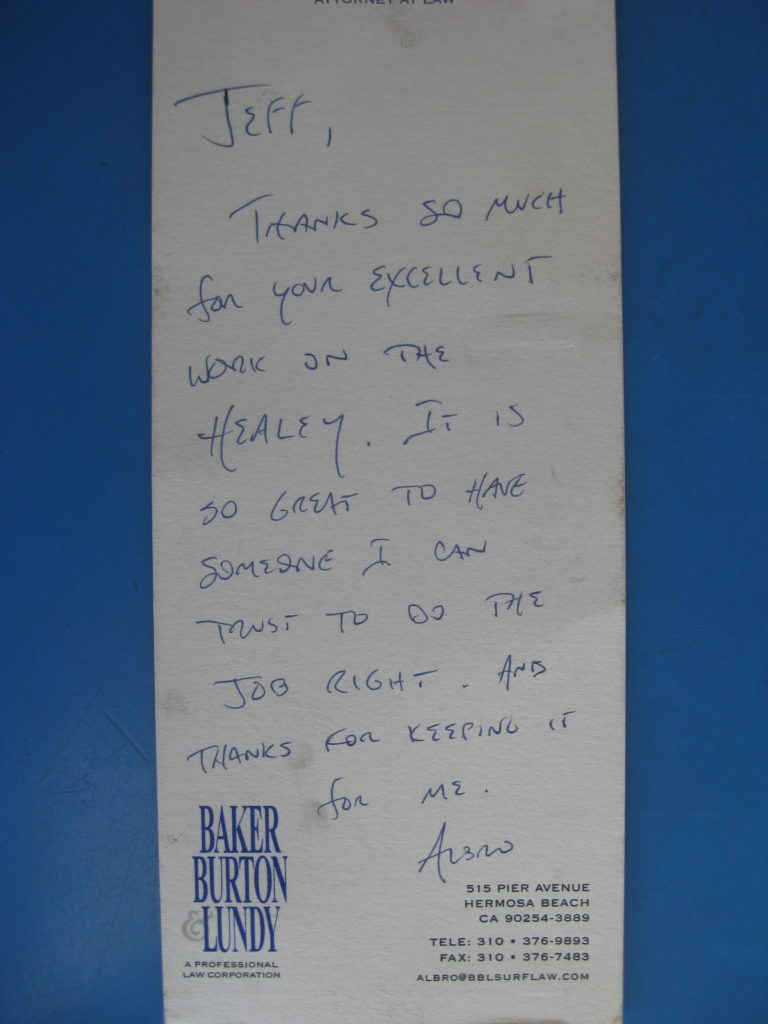 ATTORNEY AT LAW
JEFF,
THANKS SO MUCH
for your EXCELLENT
WORK ON THE
HEALEY. IT IS
SO GREAT TO HAVE
SOMEONE I CAN
TRUST TO DO THE
JOB RIGHT. AND
THANKS FOR KEEPING IT
for ME.
ALBRO
BAKER
BURTON
& LUNDY
A PROFESSIONAL
LAW CORPORATION
515 PIER AVENUE
HERMOSA BEACH
CA 90254-3889
TELE: 310 • 376-9893
FAX: 310 • 376-7483
ALBRO@BBLSURFLAW.COM